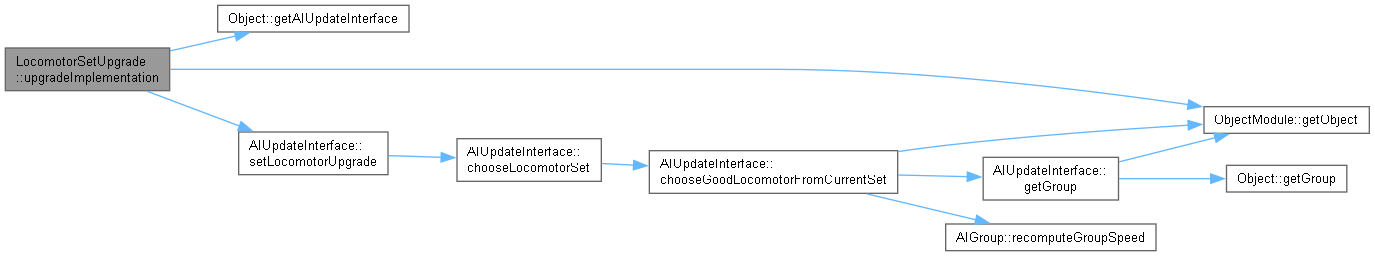 Object::getAIUpdateInterface
LocomotorSetUpgrade
::upgradeImplementation
ObjectModule::getObject
AIUpdateInterface::
setLocomotorUpgrade
AIUpdateInterface::
chooseLocomotorSet
AIUpdateInterface::
chooseGoodLocomotorFromCurrentSet
AIUpdateInterface::
getGroup
Object::getGroup
AIGroup::recomputeGroupSpeed